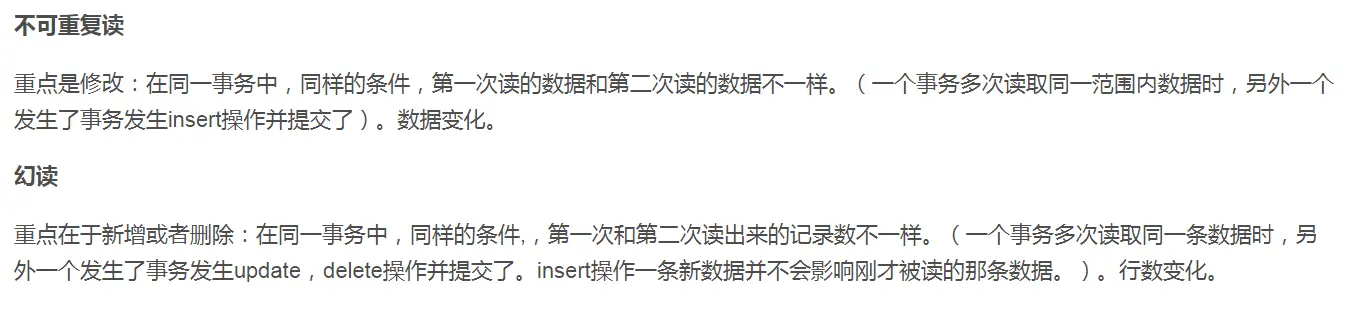 不可重复读
重点是修改：在同一事务中，同样的条件，第一次读的数据和第二次读的数据不一样。（一个事务多次读取同一范围内数据时，另外一个
发生了事务发生insert操作并提交了）。数据变化。
幻读
重点在于新增或者删除：在同一事务中，同样的条件,，第一次和第二次读出来的记录数不一样。（一个事务多次读取同一条数据时，另
外一个发生了事务发生update，delete操作并提交了。insert操作一条新数据并不会影响刚才被读的那条数据。）。行数变化。